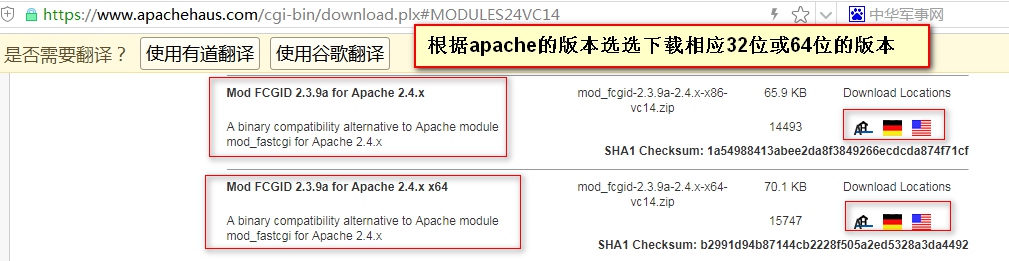 https://www.apachehaus.com/cgi-bin/download.plx#MODULES24VC14
中华军事网
是否需要翻译？ 使用有道翻译 使用谷歌翻译
根据apache的版本选选下载相应32位或64位的版本
Mod FCGID 2.3.9a for Apache 2.4.x
mod_fcgid-2.3.9a-2.4.x-x86-
vc14.zip
65.9 KB
Download Locations
A binary compatibility alternative to Apache module
mod_fastcgi for Apache 2.4.x
14493
SHA1 Checksum: 1a54988413abee2da8f3849266ecdcda874f71cf
Mod FCGID 2.3.9a for Apache 2.4.x x64
mod_fcgid-2.3.9a-2.4.x-x64-
vc14.zip
70.1 KB
Download Locations
A binary compatibility alternative to Apache module
mod_fastcgi for Apache 2.4.x
15747
SHA1 Checksum: b2991d94b87144cb2228f505a2ed5328a3da4492